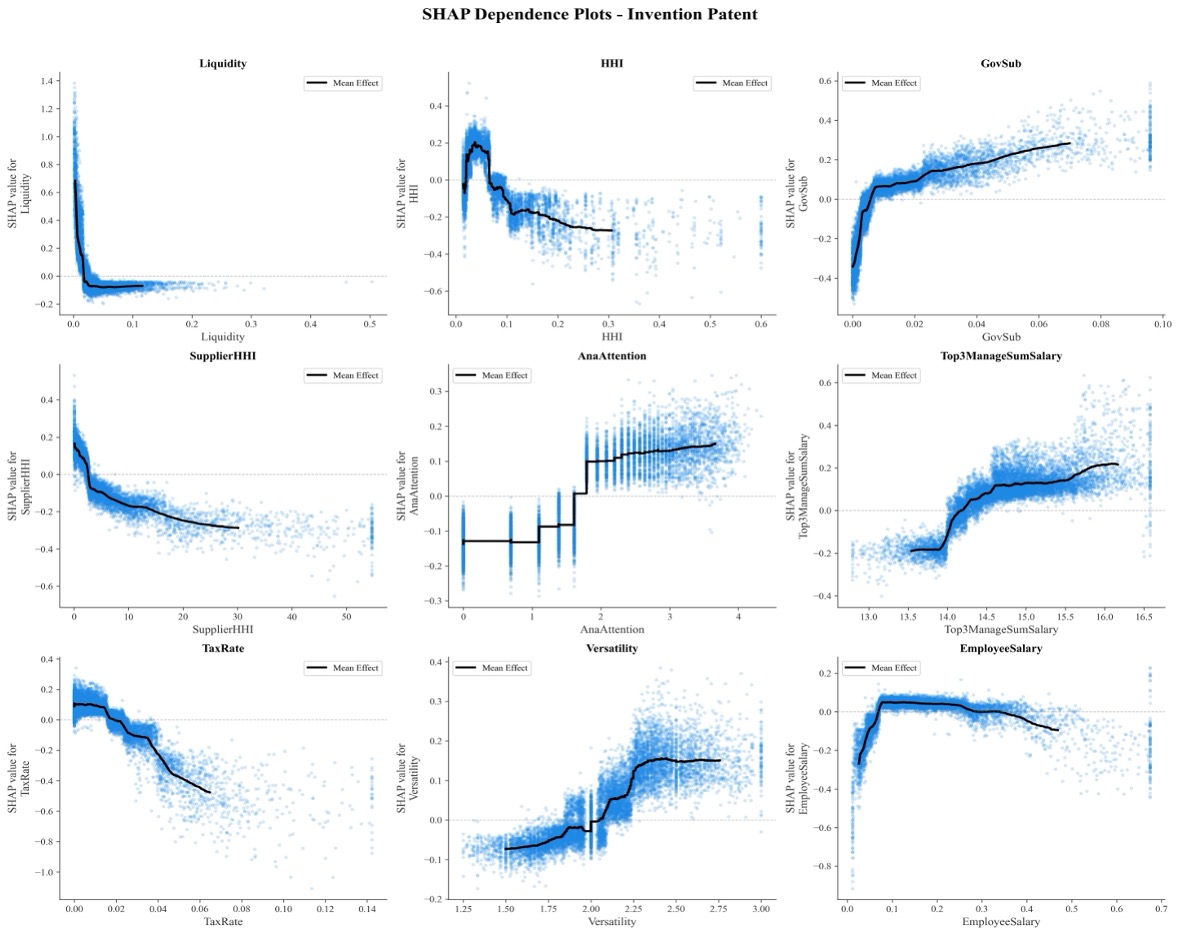 SHAP Dependence Plots - Invention Patent
Liquidity
Mean Effect
SHAP value for
Liquidity
1.4
1.2
1.0
0.8
0.6
0.4
0.2
0.0
−0.2
0.0
0.1
0.2
0.3
0.4
0.5
Liquidity
HHI
Mean Effect
SHAP value for
HHI
0.4
0.2
0.0
−0.2
−0.4
−0.6
0.0
0.1
0.2
0.3
0.4
0.5
0.6
HHI
GovSub
Mean Effect
SHAP value for
GovSub
0.6
0.4
0.2
0.0
−0.2
−0.4
0.00
0.02
0.04
0.06
0.08
0.10
GovSub
SupplierHHI
Mean Effect
SHAP value for
SupplierHHI
0.4
0.2
0.0
−0.2
−0.4
−0.6
0
10
20
30
40
50
SupplierHHI
AnaAttention
Mean Effect
SHAP value for
AnaAttention
0.3
0.2
0.1
0.0
−0.1
−0.2
−0.3
0
1
2
3
4
AnaAttention
Top3ManageSumSalary
Mean Effect
SHAP value for
Top3ManageSumSalary
0.6
0.4
0.2
0.0
−0.2
−0.4
13.0
13.5
14.0
14.5
15.0
15.5
16.0
16.5
Top3ManageSumSalary
TaxRate
Mean Effect
SHAP value for
TaxRate
0.4
0.2
0.0
−0.2
−0.4
−0.6
−0.8
−1.0
0.00
0.02
0.04
0.06
0.08
0.10
0.12
0.14
TaxRate
Versatility
Mean Effect
SHAP value for
Versatility
0.4
0.3
0.2
0.1
0.0
−0.1
−0.2
1.25
1.50
1.75
2.00
2.25
2.50
2.75
3.00
Versatility
EmployeeSalary
Mean Effect
SHAP value for
EmployeeSalary
0.2
0.0
−0.2
−0.4
−0.6
−0.8
0.0
0.1
0.2
0.3
0.4
0.5
0.6
0.7
EmployeeSalary